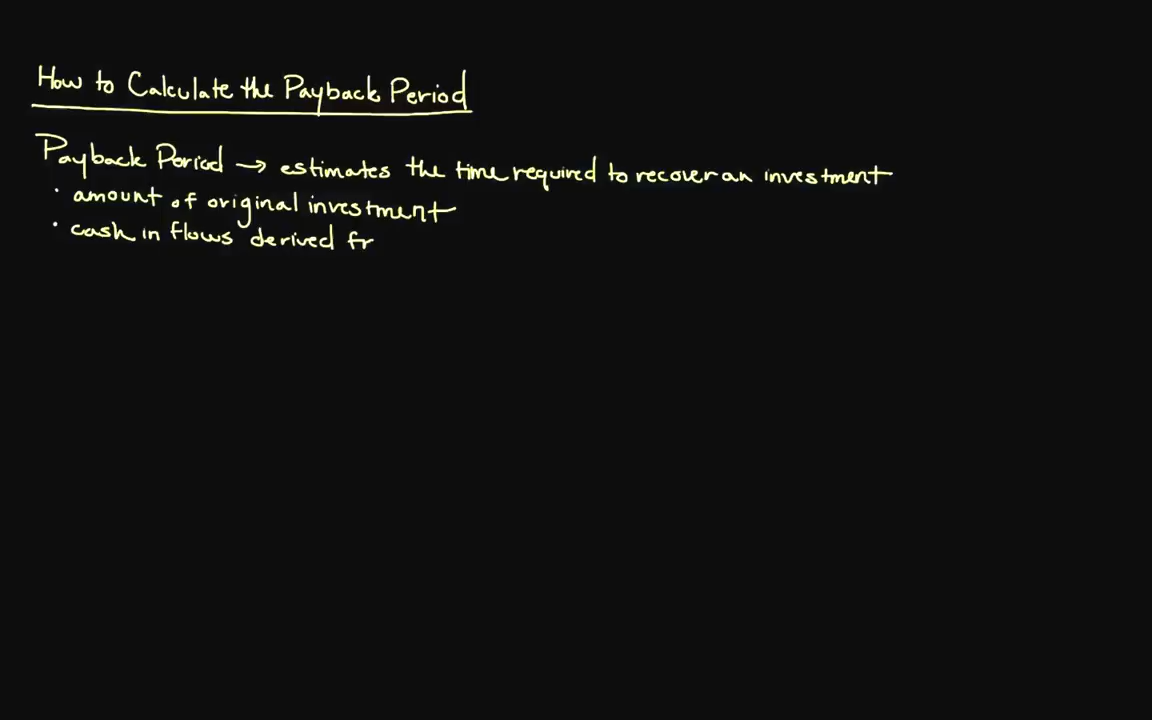 How to Calculate the Payback Period
Payback Period → estimates the time required to recover an investment
· amount of original investment
· cash in flows derived fr